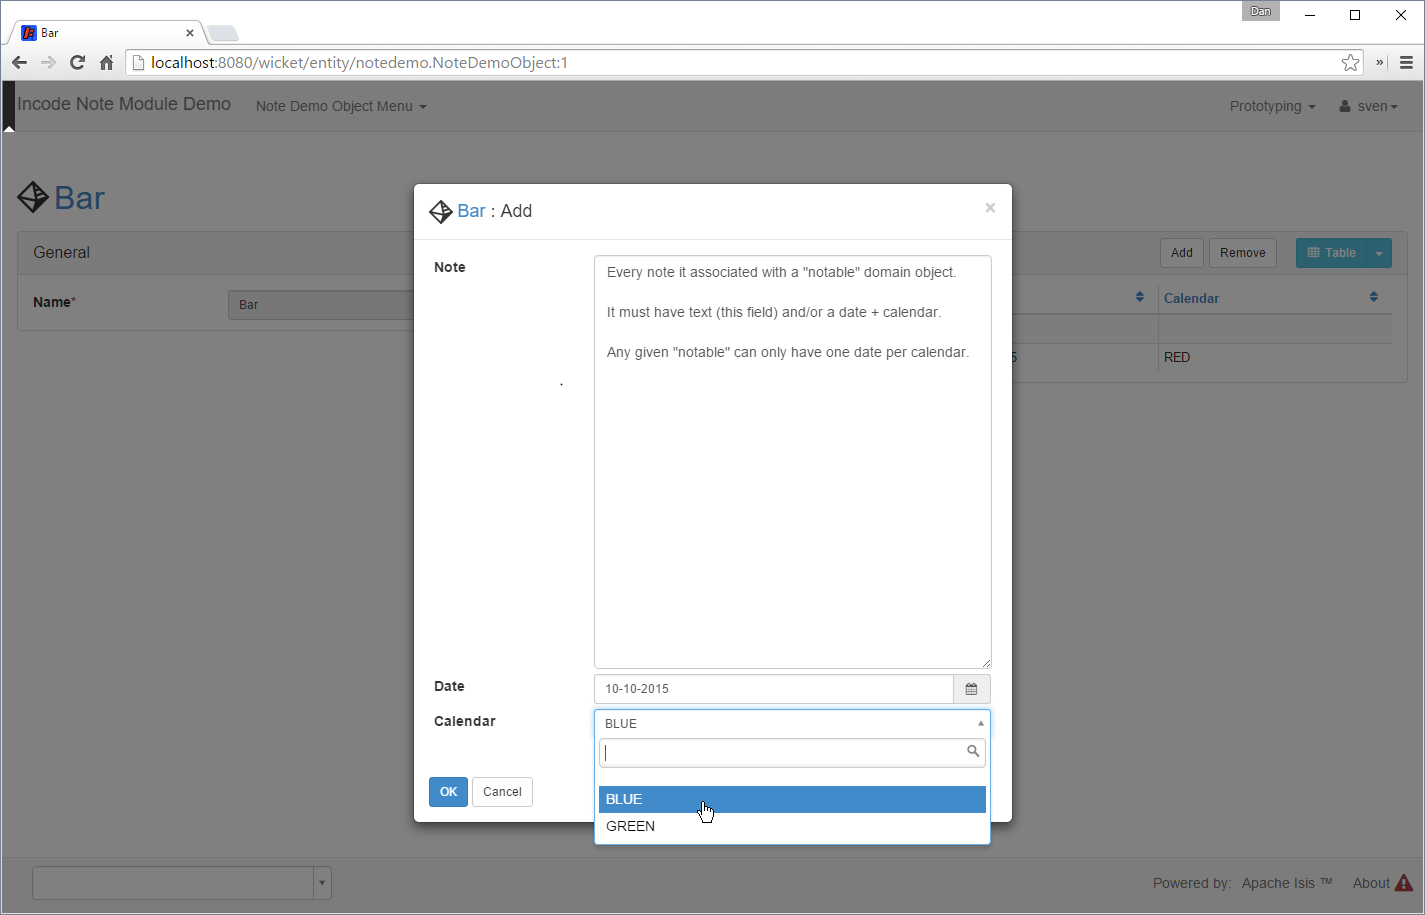 Dan
Bar
localhost:8080/wicket/entity/notedemo.NoteDemoObject:1
»
Incode Note Module Demo
Note Demo Object Menu
Prototyping
sven
Bar
General
Add
Remove
Table
Name*
Bar
Calendar
5
RED
Bar : Add
×
Note
Every note it associated with a "notable" domain object.
It must have text (this field) and/or a date + calendar.
Any given "notable" can only have one date per calendar.
Date
10-10-2015
Calendar
BLUE
BLUE
GREEN
OK
Cancel
Powered by: Apache Isis ™
About